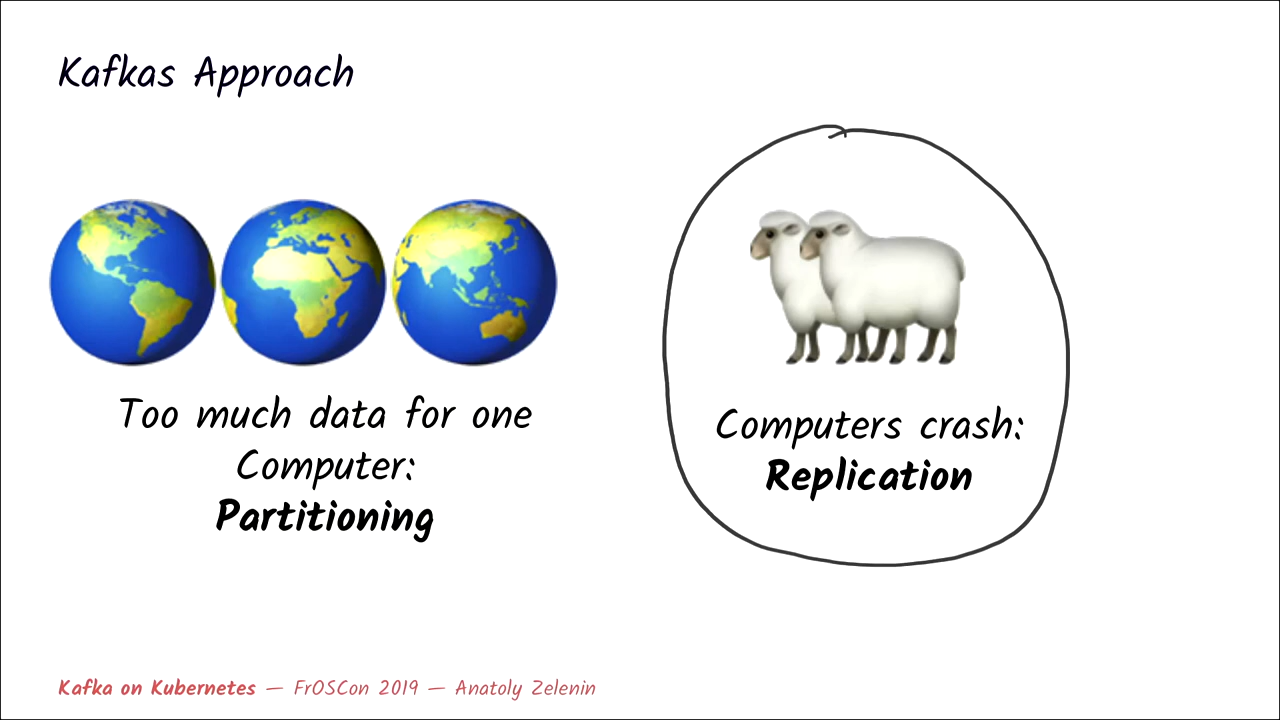 Kafkas Approach
Too much data for one
Computer:
Partitioning
Computers crash:
Replication
Kafka on Kubernetes — FrOSCon 2019 — Anatoly Zelenin